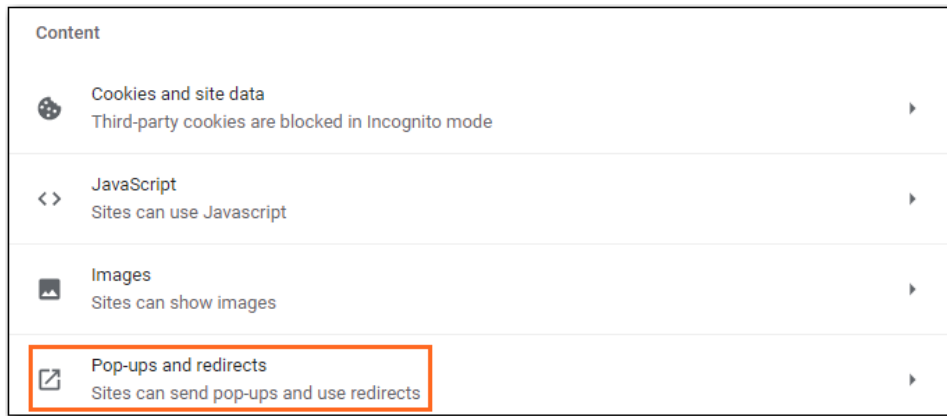 Content
Cookies and site data
Third-party cookies are blocked in Incognito mode
JavaScript
Sites can use Javascript
Images
Sites can show images
Pop-ups and redirects
Sites can send pop-ups and use redirects